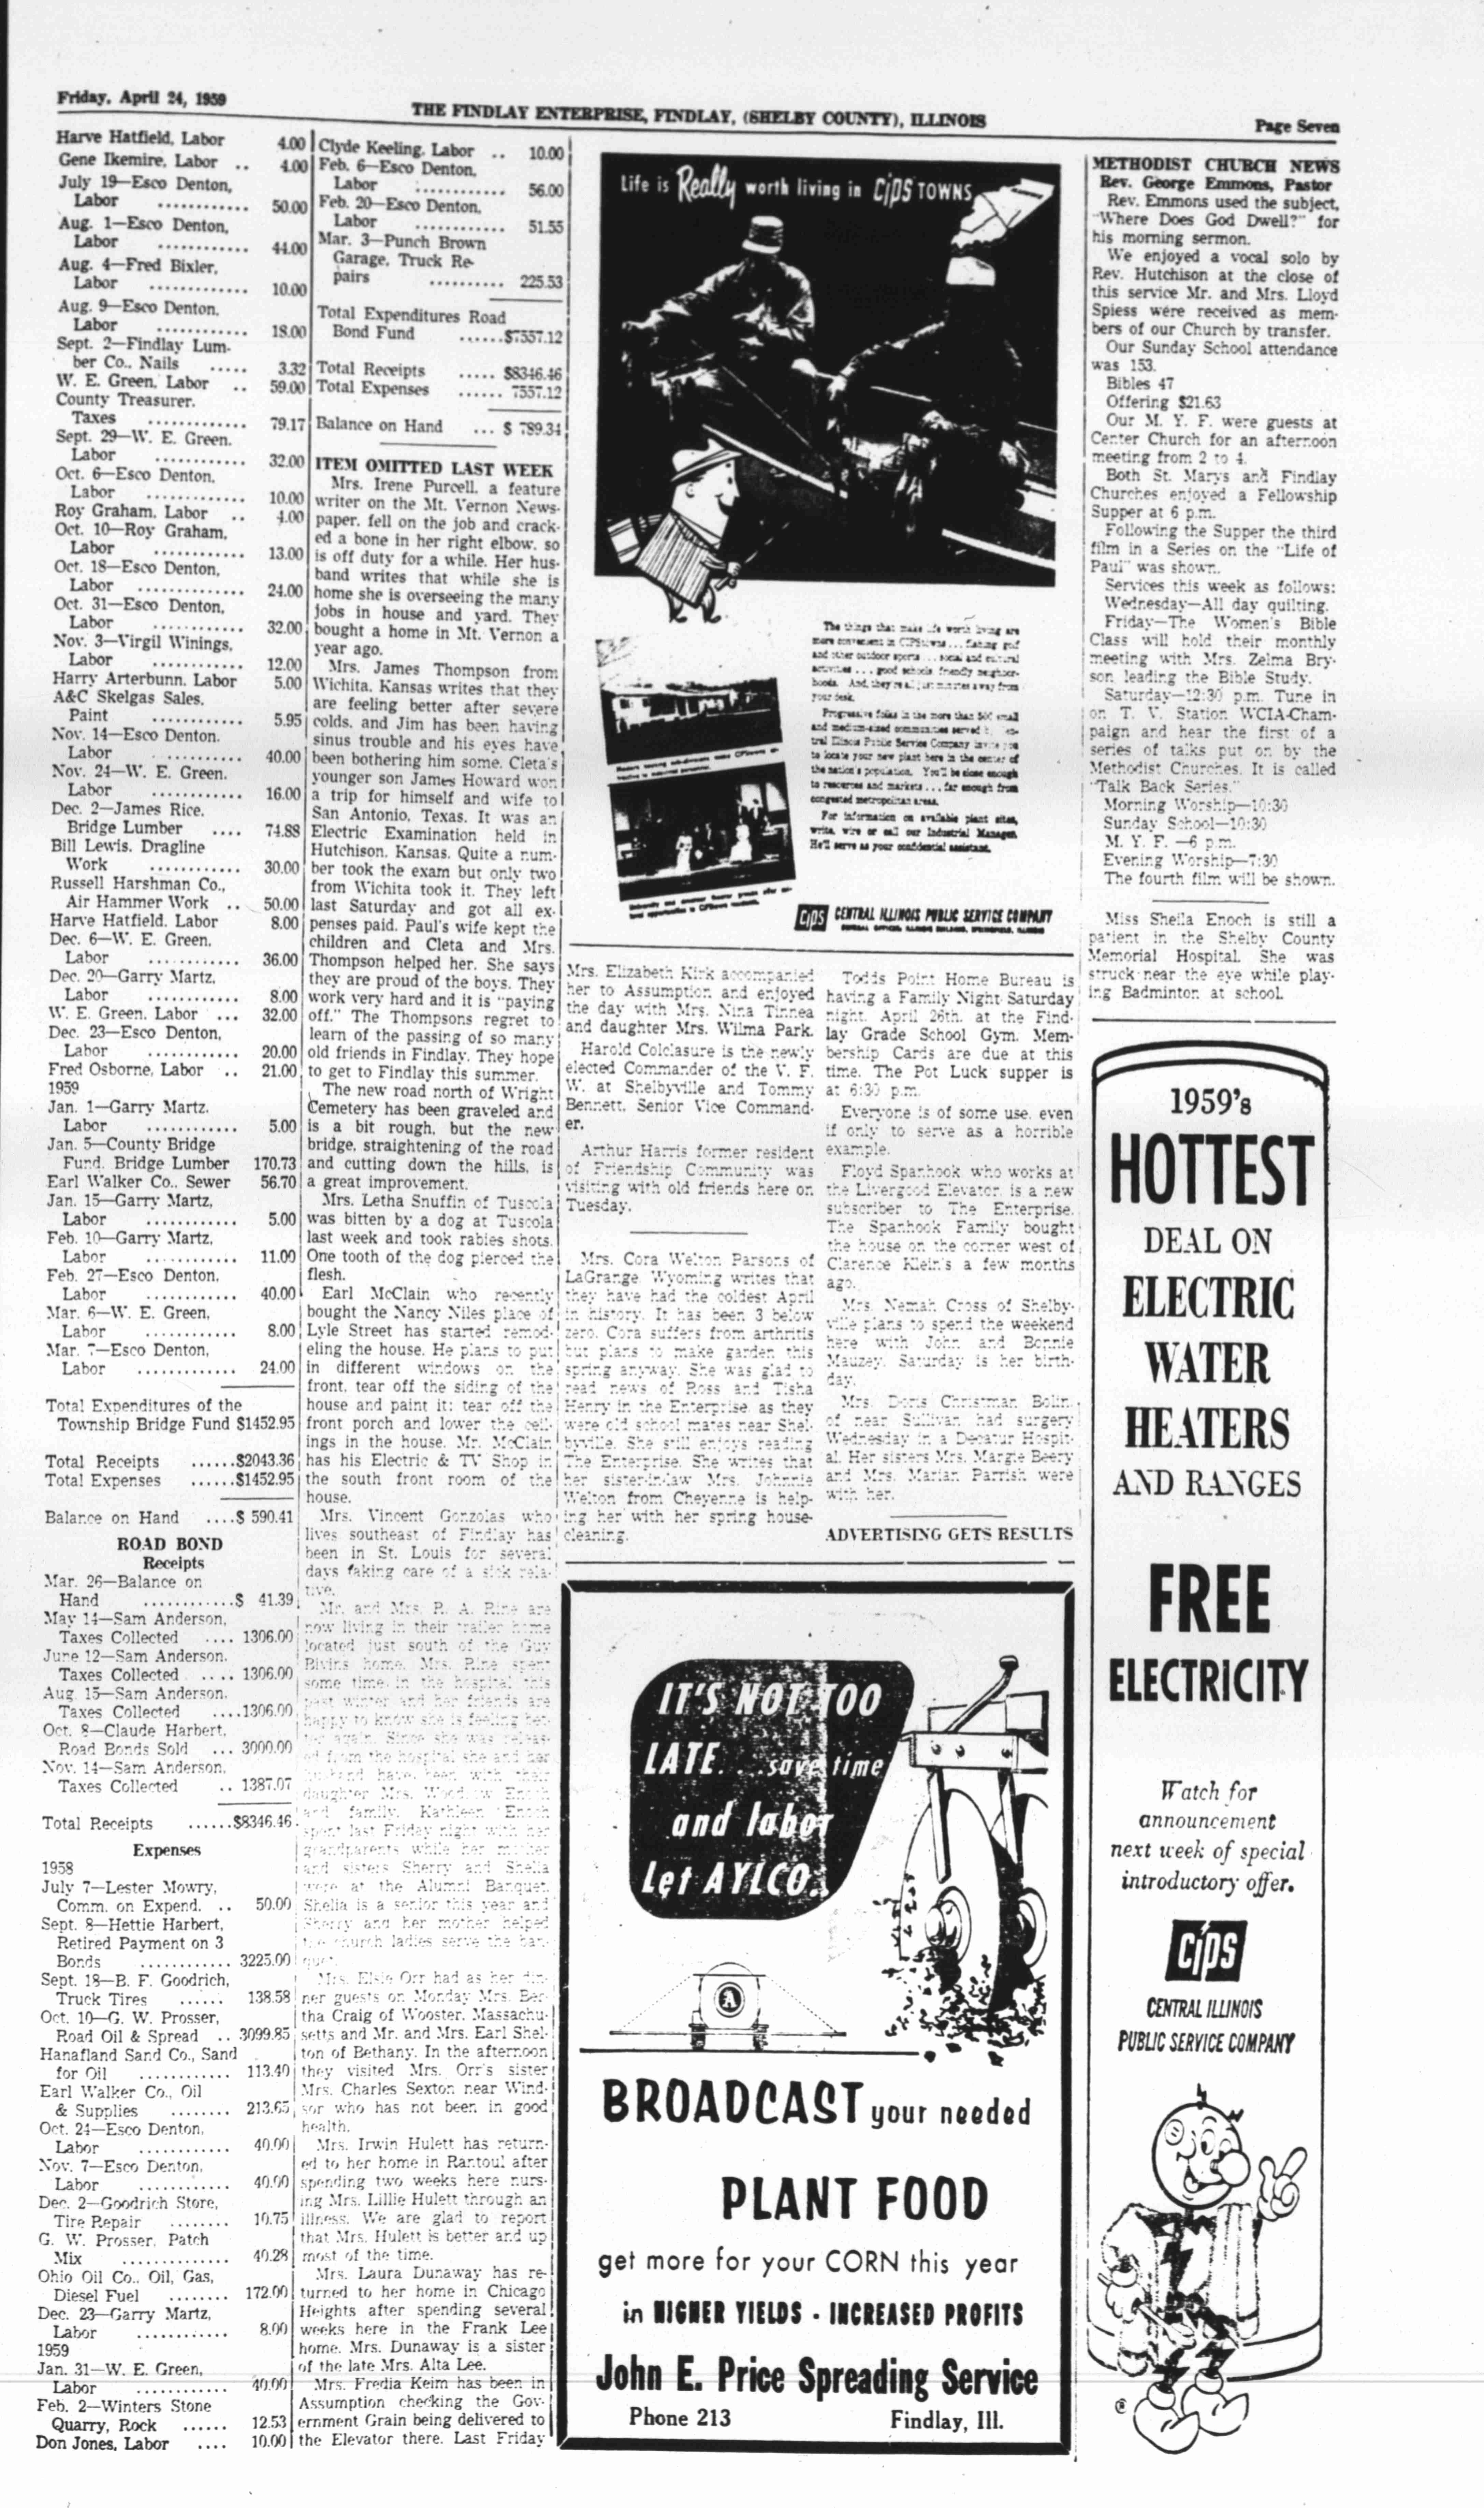 Friday, April 24, 1959
THE FINDLAY ENTERPRISE, FINDLAY, (SHELBY COUNTY), ILLINOIS
Page Seven
Harve Hatfield, Labor 4.00
Gene Ikemire, Labor .. 4.00
July 19—Esco Denton,
Labor ............ 50.00
Aug. 1—Esco Denton,
Labor ............ 44.00
Aug. 4—Fred Bixler,
Labor ............. 10.00
Aug. 9—Esco Denton,
Labor ............ 18.00
Sept. 2—Findlay Lum-
ber Co., Nails ..... 3.32
W. E. Green, Labor .. 59.00
County Treasurer,
Taxes ............. 79.17
Sept. 29—W. E. Green,
Labor ............ 32.00
Oct. 6—Esco Denton,
Labor ............. 10.00
Roy Graham, Labor .. 4.00
Oct. 10—Roy Graham,
Labor ............ 13.00
Oct. 18—Esco Denton,
Labor .............. 24.00
Oct. 31—Esco Denton,
Labor ............ 32.00
Nov. 3—Virgil Winings,
Labor ............ 12.00
Harry Arterbunn, Labor 5.00
A&C Skelgas Sales,
Paint ............ 5.95
Nov. 14—Esco Denton,
Labor ............ 40.00
Nov. 24—W. E. Green,
Labor ............ 16.00
Dec. 2—James Rice,
Bridge Lumber .... 74.88
Bill Lewis, Dragline
Work ............ 30.00
Russell Harshman Co.,
Air Hammer Work .. 50.00
Harve Hatfield, Labor 8.00
Dec. 6—W. E. Green,
Labor ............ 36.00
Dec. 20—Garry Martz,
Labor ............ 8.00
W. E. Green, Labor ... 32.00
Dec. 23—Esco Denton,
Labor ............ 20.00
Fred Osborne, Labor .. 21.00
1959
Jan. 1—Garry Martz,
Labor ............ 5.00
Jan. 5—County Bridge
Fund, Bridge Lumber 170.73
Earl Walker Co., Sewer 56.70
Jan. 15—Garry Martz,
Labor ............ 5.00
Feb. 10—Garry Martz,
Labor ............ 11.00
Feb. 27—Esco Denton,
Labor ............ 40.00
Mar. 6—W. E. Green,
Labor ............ 8.00
Mar. 7—Esco Denton,
Labor ............. 24.00
Total Expenditures of the
Township Bridge Fund $1452.95
Total Receipts ......$2043.36
Total Expenses ......$1452.95
Balance on Hand ....$ 590.41
ROAD BOND
Receipts
Mar. 26—Balance on
Hand ............$ 41.39
May 14—Sam Anderson,
Taxes Collected .... 1306.00
June 12—Sam Anderson,
Taxes Collected .... 1306.00
Aug. 15—Sam Anderson,
Taxes Collected ....1306.00
Oct. 8—Claude Harbert,
Road Bonds Sold ... 3000.00
Nov. 14—Sam Anderson,
Taxes Collected .. 1387.07
Total Receipts ......$8346.46
Expenses
1958
July 7—Lester Mowry,
Comm. on Expend. .. 50.00
Sept. 8—Hettie Harbert,
Retired Payment on 3
Bonds ............ 3225.00
Sept. 18—B. F. Goodrich,
Truck Tires ...... 138.58
Oct. 10—G. W. Prosser,
Road Oil & Spread .. 3099.85
Hanafland Sand Co., Sand
for Oil ............ 113.40
Earl Walker Co., Oil
& Supplies ........ 213.65
Oct. 24—Esco Denton,
Labor ............ 40.00
Nov. 7—Esco Denton,
Labor ............ 40.00
Dec. 2—Goodrich Store,
Tire Repair ........ 10.75
G. W. Prosser, Patch
Mix .............. 40.28
Ohio Oil Co., Oil, Gas,
Diesel Fuel ........ 172.00
Dec. 23—Garry Martz,
Labor ............ 8.00
1959
Jan. 31—W. E. Green,
Labor ............ 40.00
Feb. 2—Winters Stone
Quarry, Rock ...... 12.53
Don Jones, Labor .... 10.00
Clyde Keeling, Labor .. 10.00
Feb. 6—Esco Denton,
Labor ............ 56.00
Feb. 20—Esco Denton,
Labor ............ 51.55
Mar. 3—Punch Brown
Garage, Truck Re-
pairs .......... 225.53
Total Expenditures Road
Bond Fund ......$7557.12
Total Receipts ..... $8346.46
Total Expenses ...... 7557.12
Balance on Hand ... $ 789.34
ITEM OMITTED LAST WEEK
Mrs. Irene Purcell, a feature
writer on the Mt. Vernon News-
paper, fell on the job and crack-
ed a bone in her right elbow, so
is off duty for a while. Her hus-
band writes that while she is
home she is overseeing the many
jobs in house and yard. They
bought a home in Mt. Vernon a
year ago.
Mrs. James Thompson from
Wichita, Kansas writes that they
are feeling better after severe
colds, and Jim has been having
sinus trouble and his eyes have
been bothering him some. Cleta's
younger son James Howard won
a trip for himself and wife to
San Antonio, Texas. It was an
Electric Examination held in
Hutchison, Kansas. Quite a num-
ber took the exam but only two
from Wichita took it. They left
last Saturday and got all ex-
penses paid. Paul's wife kept the
children and Cleta and Mrs.
Thompson helped her. She says
they are proud of the boys. They
work very hard and it is "paying
off." The Thompsons regret to
learn of the passing of so many
old friends in Findlay. They hope
to get to Findlay this summer.
The new road north of Wright
Cemetery has been graveled and
is a bit rough, but the new
bridge, straightening of the road
and cutting down the hills, is
a great improvement.
Mrs. Letha Snuffin of Tuscola
was bitten by a dog at Tuscola
last week and took rabies shots.
One tooth of the dog pierced the
flesh.
Earl McClain who recently
bought the Nancy Niles place of
Lyle Street has started remod-
eling the house. He plans to put
in different windows on the
front, tear off the siding of the
house and paint it: tear off the
front porch and lower the ceil-
ings in the house. Mr. McClain
has his Electric & TV Shop in
the south front room of the
house.
Mrs. Vincent Gonzolas who
lives southeast of Findlay has
been in St. Louis for several
days faking care of a sick rela-
tive.
Mr. and Mrs. R. A. Rine are
now living in their trailer home
located just south of the Guy
Bivins home. Mrs. Rine spent
some time in the hospital this
past winter and her friends are
happy to know she is feeling bet-
ter again. Since she was releas-
ed from the hospital she and her
husband have been with their
daughter Mrs. Woodrow Enoch
and family. Kathleen Enoch
spent last Friday night with her
grandparents while her mother
and sisters Sherry and Shelia
were at the Alumni Banquet.
Shelia is a senior this year and
Sherry and her mother helped
the church ladies serve the ban-
quet.
Mrs. Elsie Orr had as her din-
ner guests on Monday Mrs. Ber-
tha Craig of Wooster, Massachu-
setts and Mr. and Mrs. Earl Shel-
ton of Bethany. In the afternoon
they visited Mrs. Orr's sister
Mrs. Charles Sexton near Wind-
sor who has not been in good
health.
Mrs. Irwin Hulett has return-
ed to her home in Rantoul after
spending two weeks here nurs-
ing Mrs. Lillie Hulett through an
illness. We are glad to report
that Mrs. Hulett is better and up
most of the time.
Mrs. Laura Dunaway has re-
turned to her home in Chicago
Heights after spending several
weeks here in the Frank Lee
home. Mrs. Dunaway is a sister
of the late Mrs. Alta Lee.
Mrs. Fredia Keim has been in
Assumption checking the Gov-
ernment Grain being delivered to
the Elevator there. Last Friday
Life is Really worth living in CIPS TOWNS
The things that make life worth living are
more convenient in CIPStowns ... fishing, golf
and other outdoor sports ... social and cultural
activities ... good schools, friendly neighbor-
hoods. And, they're all just minutes away from
your desk.
Progressive folks in the more than 500 small
and medium-sized communities served by Cen-
tral Illinois Public Service Company invite you
to locate your new plant here in the center of
the nation's population. You'll be close enough
to resources and markets ... far enough from
congested metropolitan areas.
For information on available plant sites,
write, wire or call our Industrial Manager.
He'll serve as your confidential assistant.
CIPS CENTRAL ILLINOIS PUBLIC SERVICE COMPANY
Mrs. Elizabeth Kirk accompanied
her to Assumption and enjoyed
the day with Mrs. Nina Tinnea
and daughter Mrs. Wilma Park.
Harold Colclasure is the newly
elected Commander of the V. F.
W. at Shelbyville and Tommy
Bennett, Senior Vice Command-
er.
Arthur Harris former resident
of Friendship Community was
visiting with old friends here on
Tuesday.
Mrs. Cora Welton Parsons of
LaGrange, Wyoming writes that
they have had the coldest April
in history. It has been 3 below
zero. Cora suffers from arthritis
but plans to make garden this
spring anyway. She was glad to
read news of Ross and Tisha
Henry in the Enterprise as they
were old school mates near Shel-
byville. She still enjoys reading
The Enterprise. She writes that
her sister-in-law Mrs. Johnnie
Welton from Cheyenne is help-
ing her with her spring house-
cleaning.
Todds Point Home Bureau is
having a Family Night Saturday
night, April 26th, at the Find-
lay Grade School Gym. Mem-
bership Cards are due at this
time. The Pot Luck supper is
at 6:30 p.m.
Everyone is of some use, even
if only to serve as a horrible
example.
Floyd Spanhook who works at
the Livergood Elevator, is a new
subscriber to The Enterprise.
The Spanhook Family bought
the house on the corner west of
Clarence Klein's a few months
ago.
Mrs. Nemah Cross of Shelby-
ville plans to spend the weekend
here with John and Bonnie
Mauzey. Saturday is her birth-
day.
Mrs. Doris Christman Bolin,
of near Sullivan had surgery
Wednesday in a Decatur Hospit-
al. Her sisters Mrs. Margie Beery
and Mrs. Marian Parrish were
with her.
ADVERTISING GETS RESULTS
IT'S NOT TOO
LATE ... save time
and labor
Let AYLCO.
A
BROADCAST your needed
PLANT FOOD
get more for your CORN this year
in HIGHER YIELDS - INCREASED PROFITS
John E. Price Spreading Service
Phone 213 Findlay, Ill.
METHODIST CHURCH NEWS
Rev. George Emmons, Pastor
Rev. Emmons used the subject,
"Where Does God Dwell?" for
his morning sermon.
We enjoyed a vocal solo by
Rev. Hutchison at the close of
this service Mr. and Mrs. Lloyd
Spiess were received as mem-
bers of our Church by transfer.
Our Sunday School attendance
was 153.
Bibles 47
Offering $21.63
Our M. Y. F. were guests at
Center Church for an afternoon
meeting from 2 to 4.
Both St. Marys and Findlay
Churches enjoyed a Fellowship
Supper at 6 p.m.
Following the Supper the third
film in a Series on the "Life of
Paul" was shown.
Services this week as follows:
Wednesday—All day quilting.
Friday—The Women's Bible
Class will hold their monthly
meeting with Mrs. Zelma Bry-
son leading the Bible Study.
Saturday—12:30 p.m. Tune in
on T. V. Station WCIA-Cham-
paign and hear the first of a
series of talks put on by the
Methodist Churches. It is called
"Talk Back Series."
Morning Worship—10:30
Sunday School—10:30
M. Y. F. —6 p.m.
Evening Worship—7:30
The fourth film will be shown.
Miss Sheila Enoch is still a
patient in the Shelby County
Memorial Hospital. She was
struck near the eye while play-
ing Badminton at school.
1959's
HOTTEST
DEAL ON
ELECTRIC
WATER
HEATERS
AND RANGES
FREE
ELECTRICITY
Watch for
announcement
next week of special
introductory offer.
CIPS
CENTRAL ILLINOIS
PUBLIC SERVICE COMPANY
®